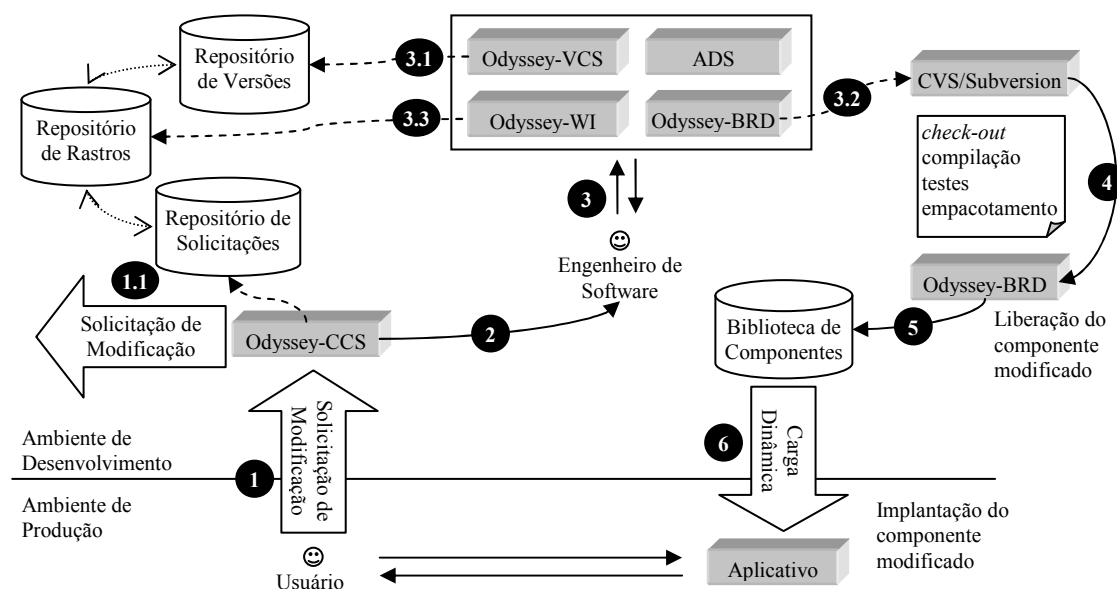 Repositório
de Versões
3.1
Odyssey-VCS
ADS
CVS/Subversion
Repositório
de Rastros
3.3
Odyssey-WI
Odyssey-BRD
3.2
check-out
compilação
testes
empacotamento
4
3
Repositório de
Solicitações
Engenheiro de
Software
1.1
Solicitação de
Modificação
Odyssey-CCS
2
Odyssey-BRD
Biblioteca de
Componentes
5
Liberação do
componente
modificado
Solicitação de
Modificação
6
Carga
Dinâmica
Ambiente de
Desenvolvimento
1
Ambiente de
Produção
Implantação do
componente
modificado
Usuário
Aplicativo